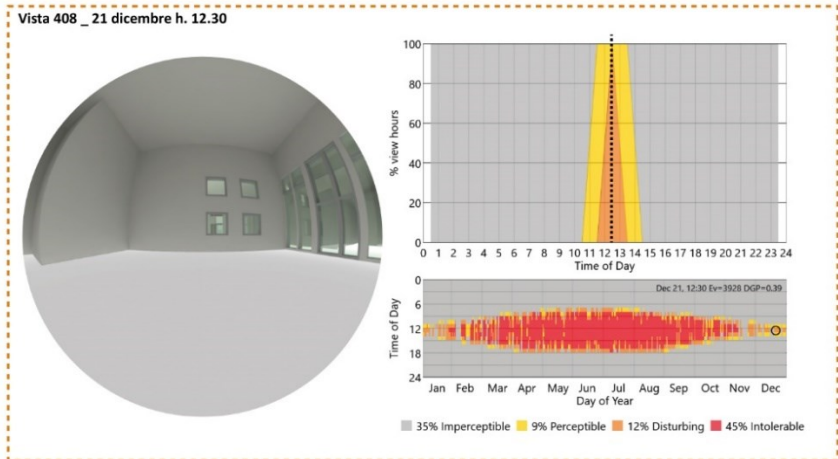 Vista 408 _ 21 dicembre h. 12.30
% view hours
100
80
60
40
20
0
0 1 2 3 4 5 6 7 8 9 10 11 12 13 14 15 16 17 18 19 20 21 22 23 24
Time of Day
Time of Day
0
6
12
18
24
Dec 21, 12:30 Ev=3928 DGP=0.39
Jan Feb Mar Apr May Jun Jul Aug Sep Oct Nov Dec
Day of Year
35% Imperceptible 9% Perceptible 12% Disturbing 45% Intolerable